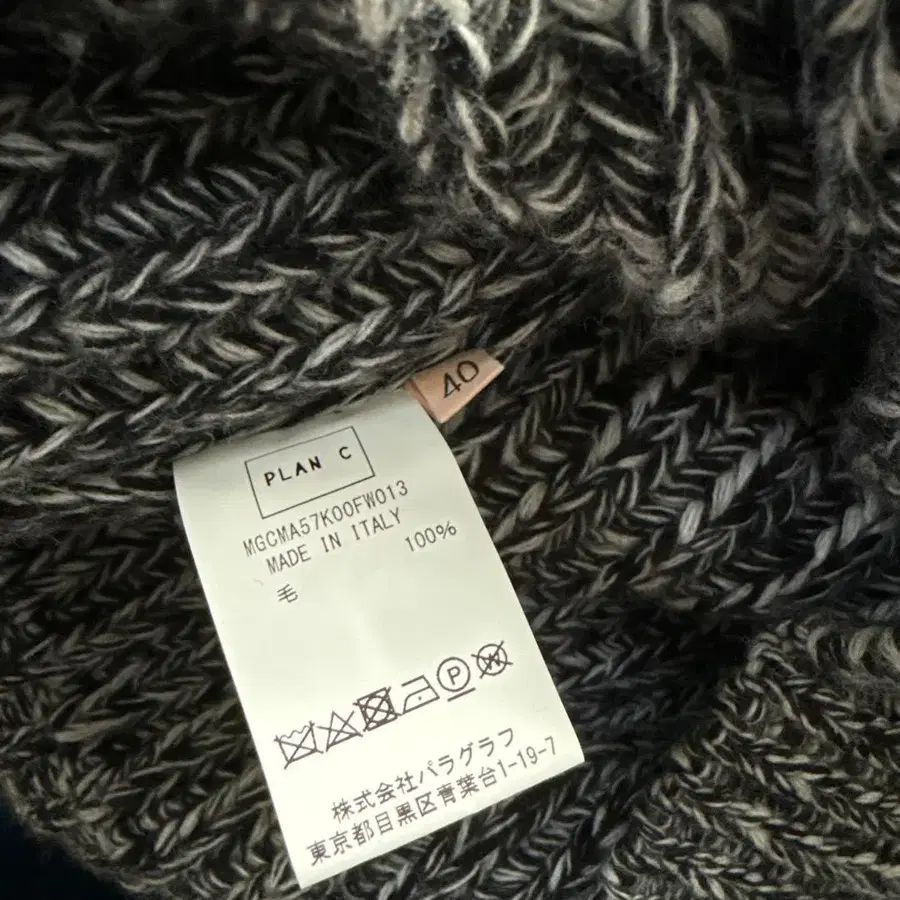 40
PLAN C
MGCMA57K00FW013
MADE IN ITALY
毛 100%
P W
株式会社パラグラフ
東京都目黒区青葉台1-19-7